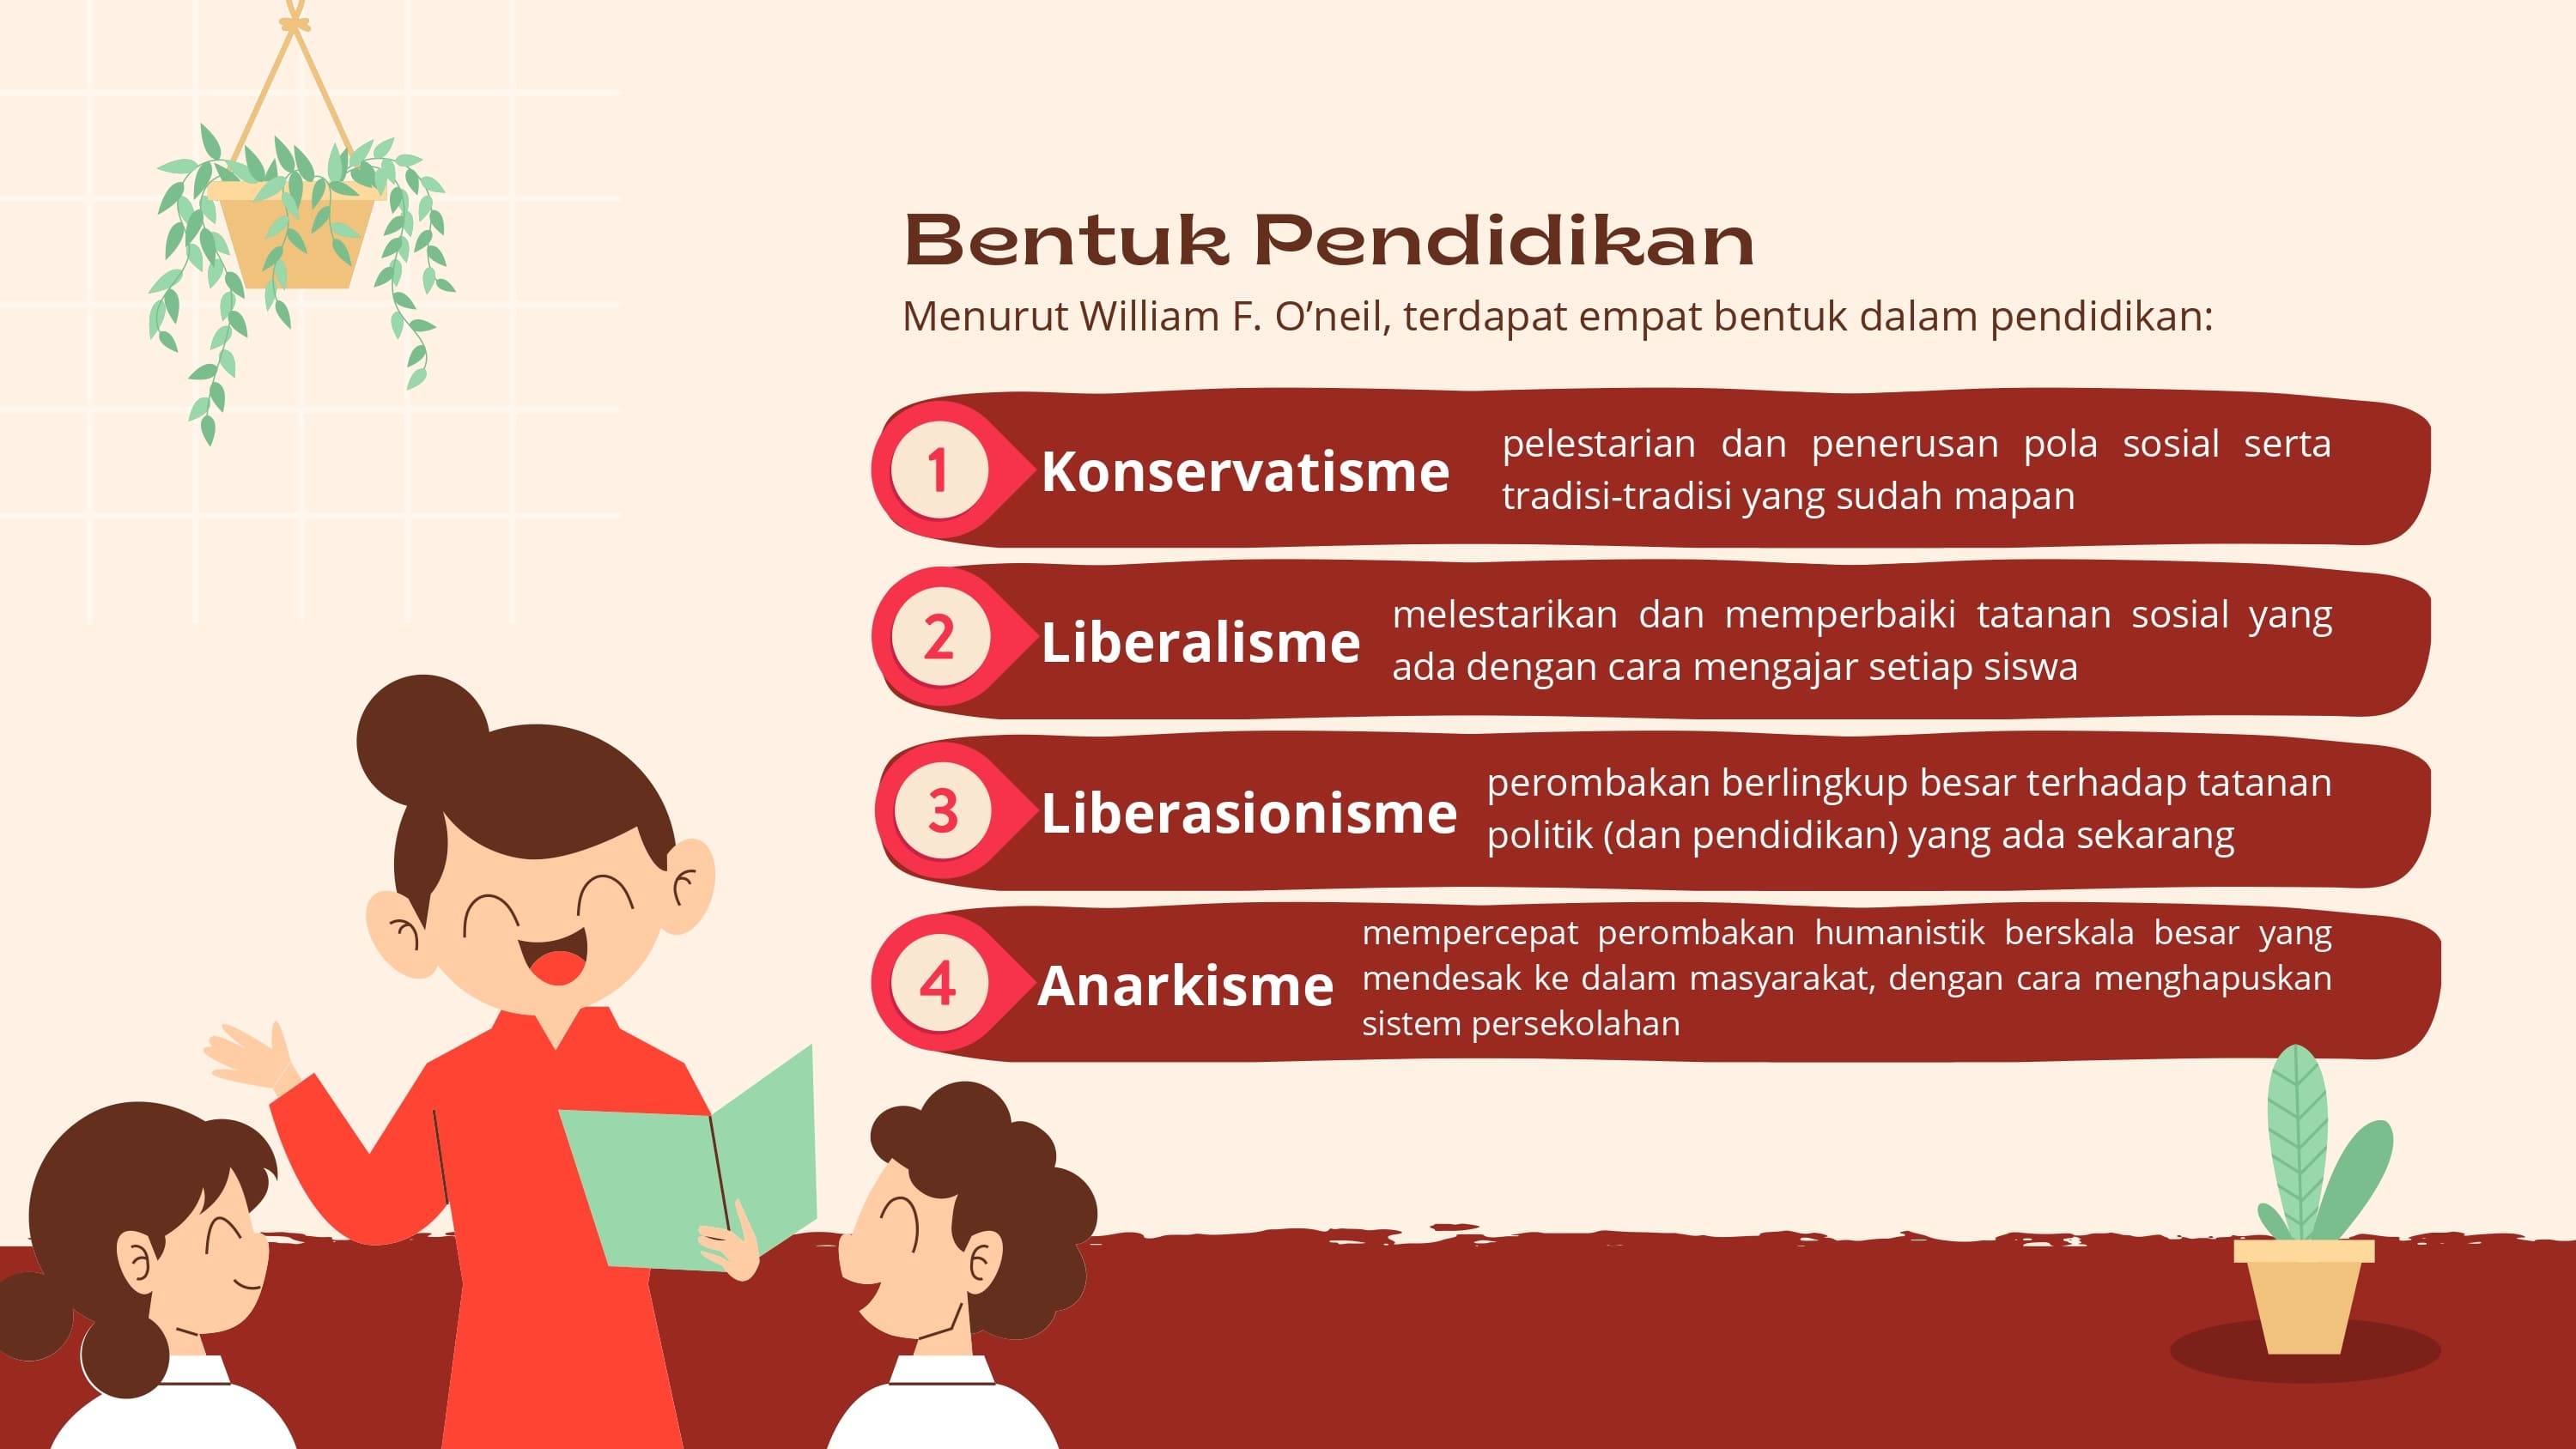 Bentuk Pendidikan
Menurut William F. O’neil, terdapat empat bentuk dalam pendidikan:
1
Konservatisme
pelestarian dan penerusan pola sosial serta
tradisi-tradisi yang sudah mapan
2
Liberalisme
melestarikan dan memperbaiki tatanan sosial yang
ada dengan cara mengajar setiap siswa
3
Liberasionisme
perombakan berlingkup besar terhadap tatanan
politik (dan pendidikan) yang ada sekarang
4
Anarkisme
mempercepat perombakan humanistik berskala besar yang
mendesak ke dalam masyarakat, dengan cara menghapuskan
sistem persekolahan